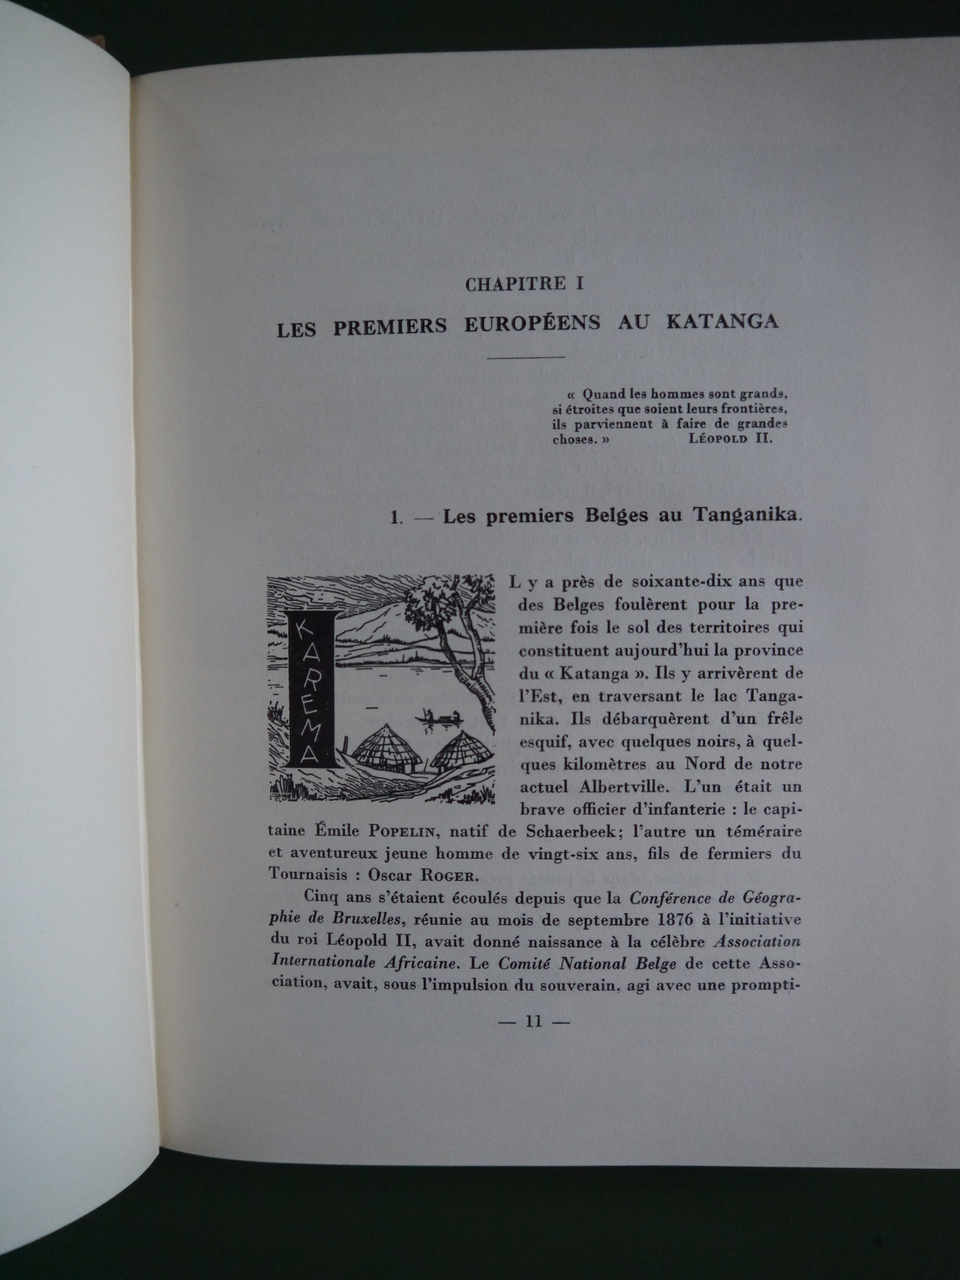 CHAPITRE I
LES PREMIERS EUROPÉENS AU KATANGA
« Quand les hommes sont grands,
si étroites que soient leurs frontières,
ils parviennent à faire de grandes
choses. » LÉOPOLD II.
1. — Les premiers Belges au Tanganika.
KAREMA
L y a près de soixante-dix ans que
des Belges foulèrent pour la pre-
mière fois le sol des territoires qui
constituent aujourd'hui la province
du « Katanga ». Ils y arrivèrent de
l'Est, en traversant le lac Tanga-
nika. Ils débarquèrent d'un frêle
esquif, avec quelques noirs, à quel-
ques kilomètres au Nord de notre
actuel Albertville. L'un était un
brave officier d'infanterie : le capi-
taine Émile POPELIN, natif de Schaerbeek; l'autre un téméraire
et aventureux jeune homme de vingt-six ans, fils de fermiers du
Tournaisis : Oscar ROGER.
Cinq ans s'étaient écoulés depuis que la Conférence de Géogra-
phie de Bruxelles, réunie au mois de septembre 1876 à l'initiative
du roi Léopold II, avait donné naissance à la célèbre Association
Internationale Africaine. Le Comité National Belge de cette Asso-
ciation, avait, sous l'impulsion du souverain, agi avec une prompti-
— 11 —